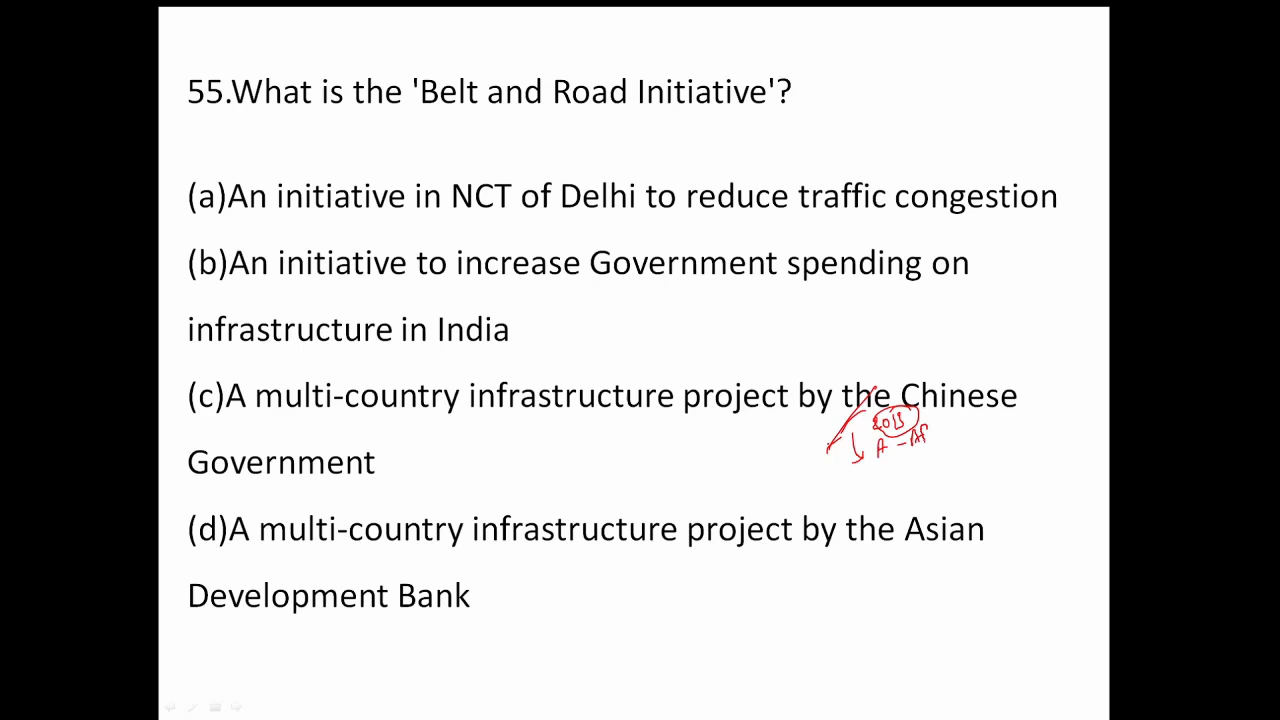 55.What is the 'Belt and Road Initiative'?
(a)An initiative in NCT of Delhi to reduce traffic congestion
(b)An initiative to increase Government spending on
infrastructure in India
(c)A multi-country infrastructure project by the Chinese
Government
(d)A multi-country infrastructure project by the Asian
Development Bank